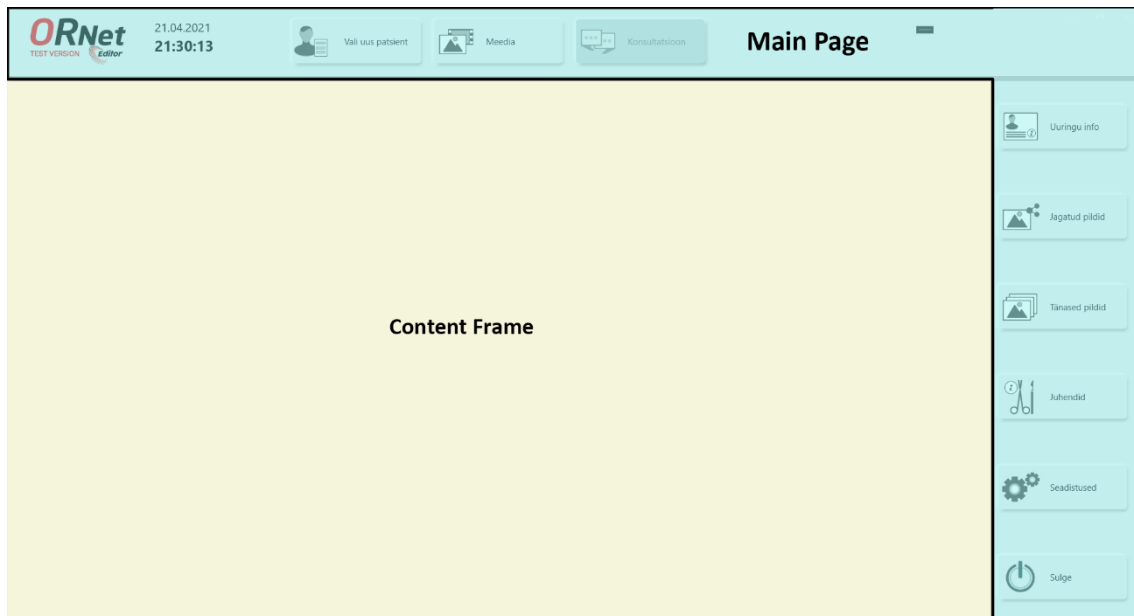 ORNet
TEST VERSION Editor
21.04.2021
21:30:13
Vali uus patsient
Meedia
Konsultatsioon
Main Page
Uuringu info
Jagatud pildid
Tänased pildid
Content Frame
Juhendid
Seadistused
Sulge